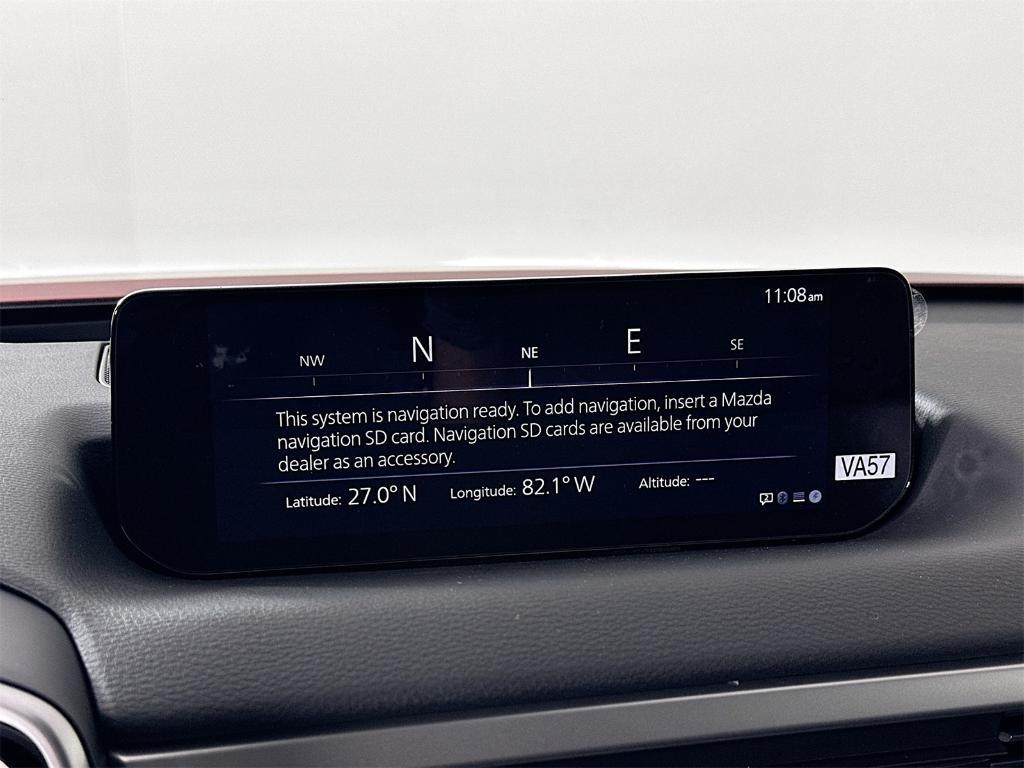 11:08am
NW N NE E SE
This system is navigation ready. To add navigation, insert a Mazda
navigation SD card. Navigation SD cards are available from your
dealer as an accessory.
Latitude: 27.0° N Longitude: 82.1° W Altitude: ---
VA57